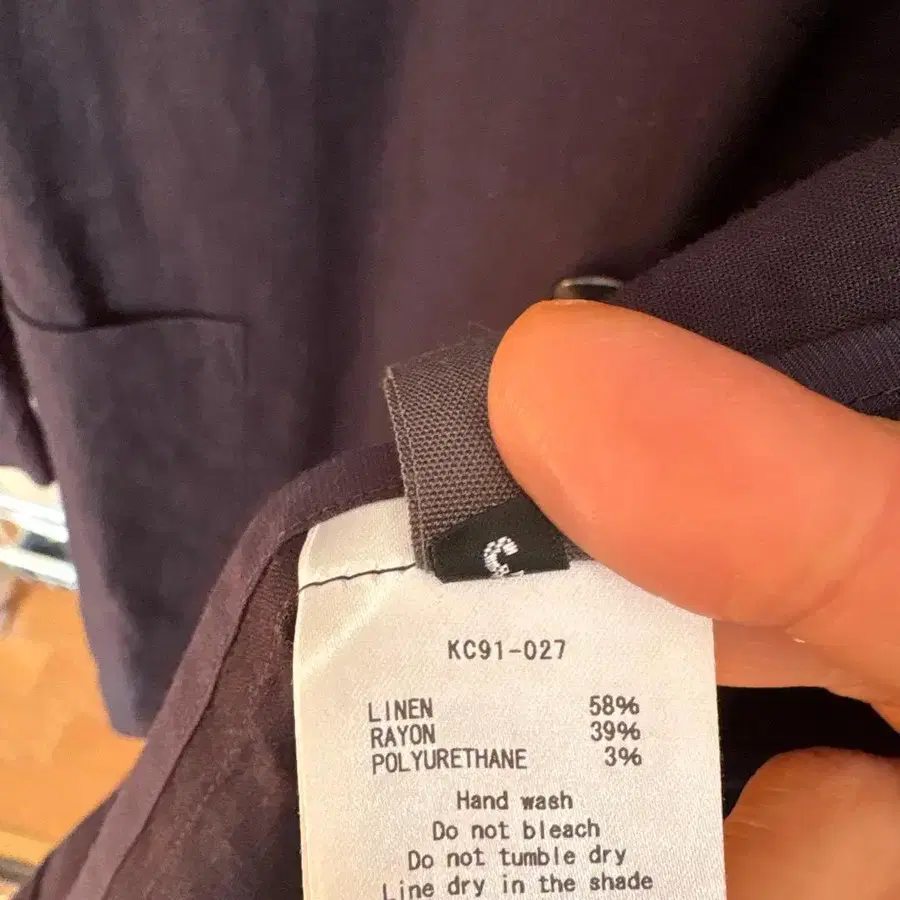 KC91-027
LINEN 58%
RAYON 39%
POLYURETHANE 3%
Hand wash
Do not bleach
Do not tumble dry
Line dry in the shade